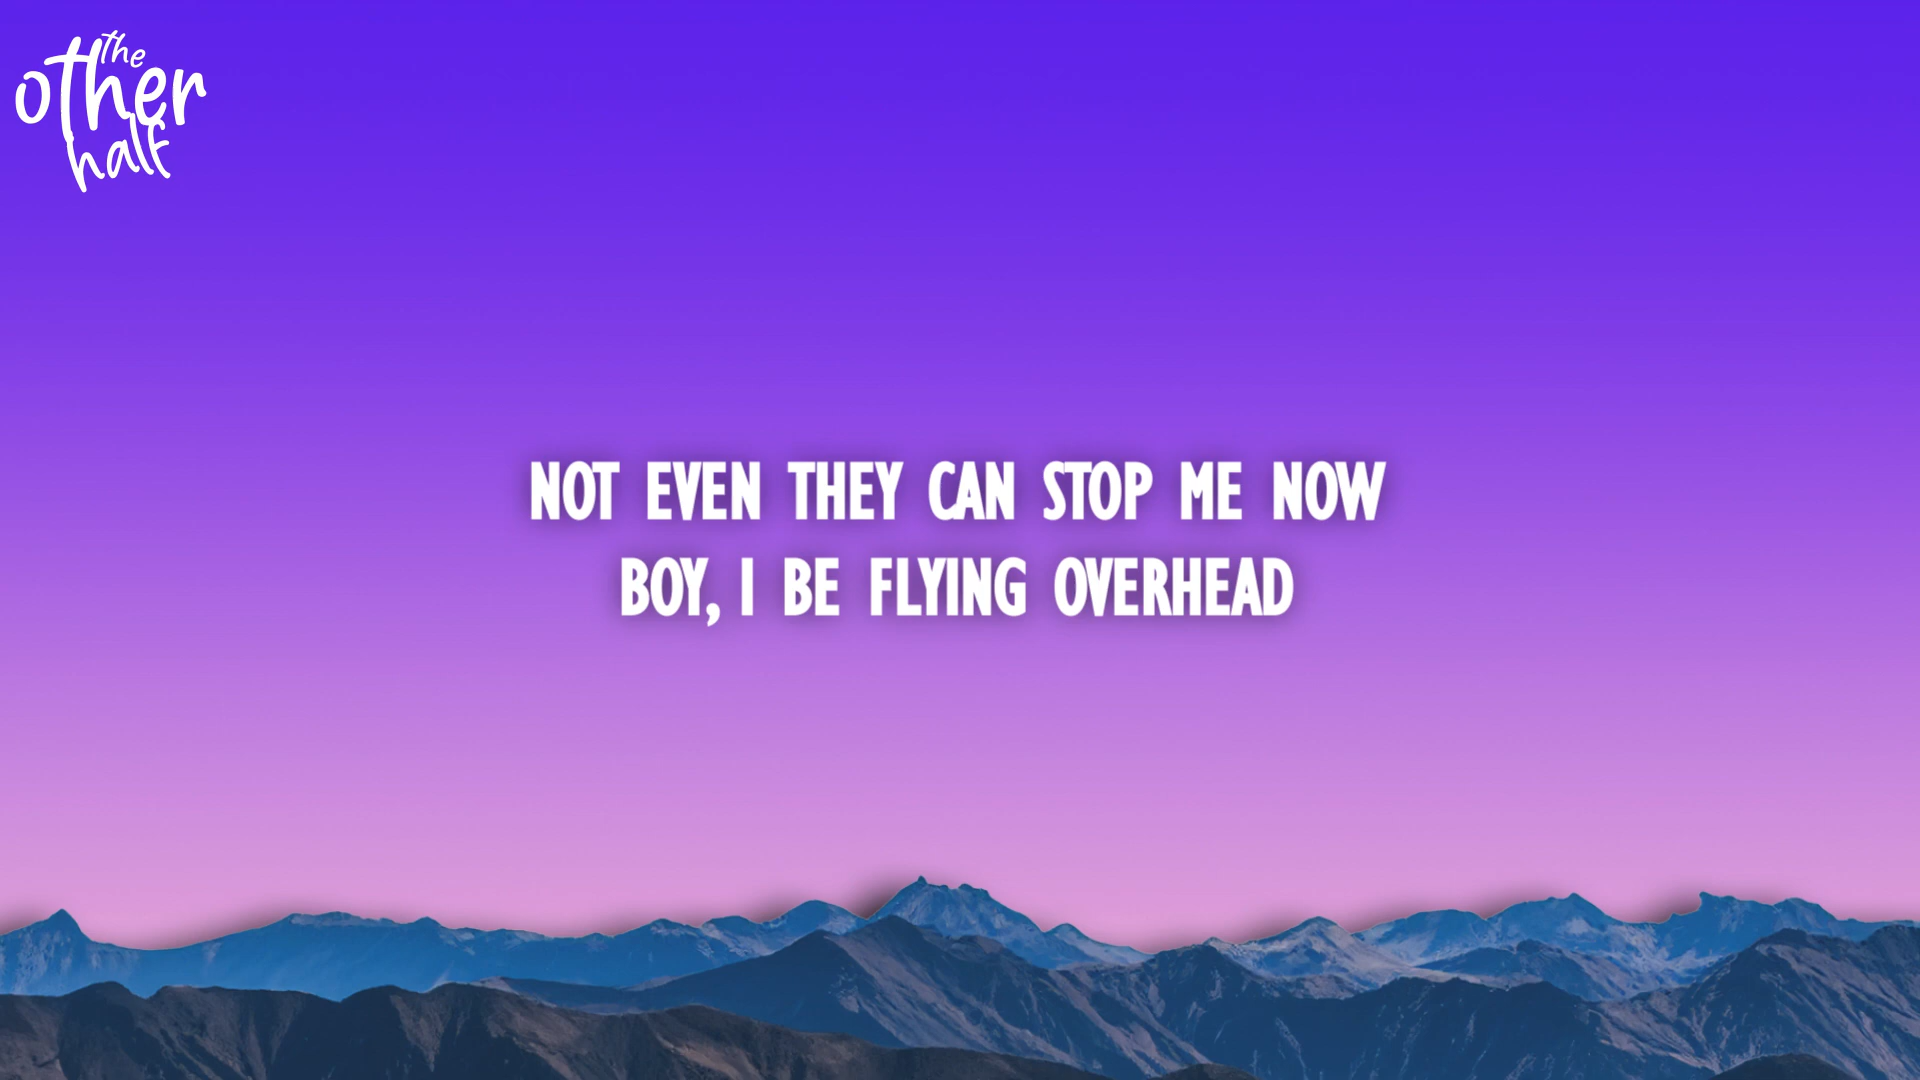 the
other
half
NOT EVEN THEY CAN STOP ME NOW
BOY, I BE FLYING OVERHEAD